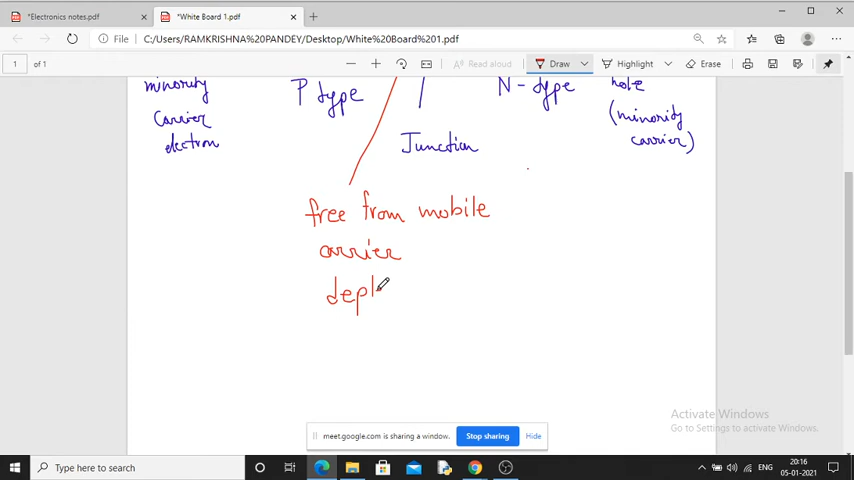 *Electronics notes.pdf
*White Board 1.pdf
File C:/Users/RAMKRISHNA%20PANDEY/Desktop/White%20Board%201.pdf
1 of 1
Read aloud
Draw
Highlight
Erase
minority
Carrier
electron
P type
Junction
N-type
hole
(minority
carrier)
free from mobile
carrier
depl
Activate Windows
Go to Settings to activate Windows.
meet.google.com is sharing a window. Stop sharing Hide
Type here to search
ENG
20:16
05-01-2021